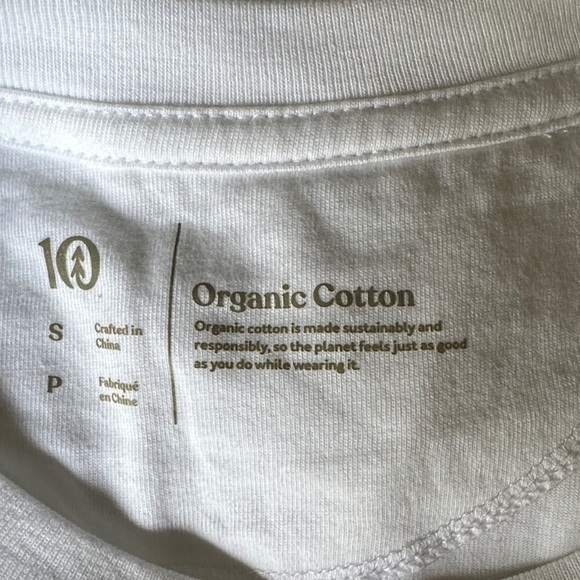 10
S
Crafted in
China
P
Fabriqué
en Chine
Organic Cotton
Organic cotton is made sustainably and
responsibly, so the planet feels just as good
as you do while wearing it.